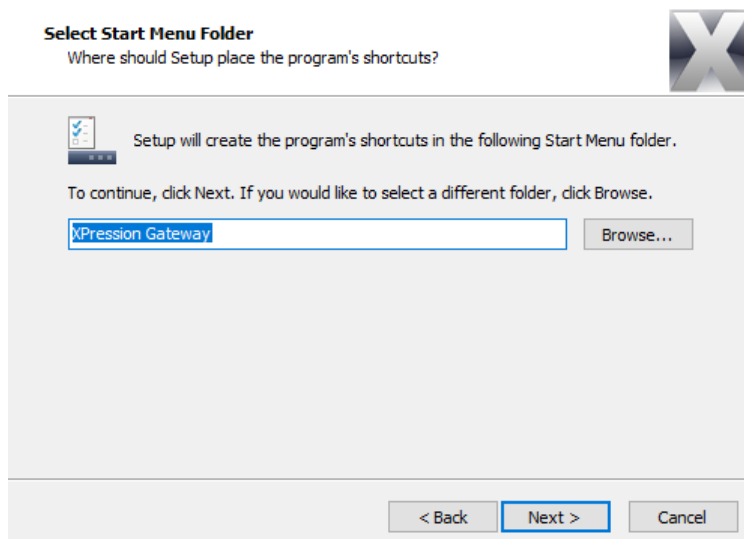 Select Start Menu Folder
Where should Setup place the program's shortcuts?
X
Setup will create the program's shortcuts in the following Start Menu folder.
To continue, click Next. If you would like to select a different folder, click Browse.
XPression Gateway
Browse...
< Back
Next >
Cancel